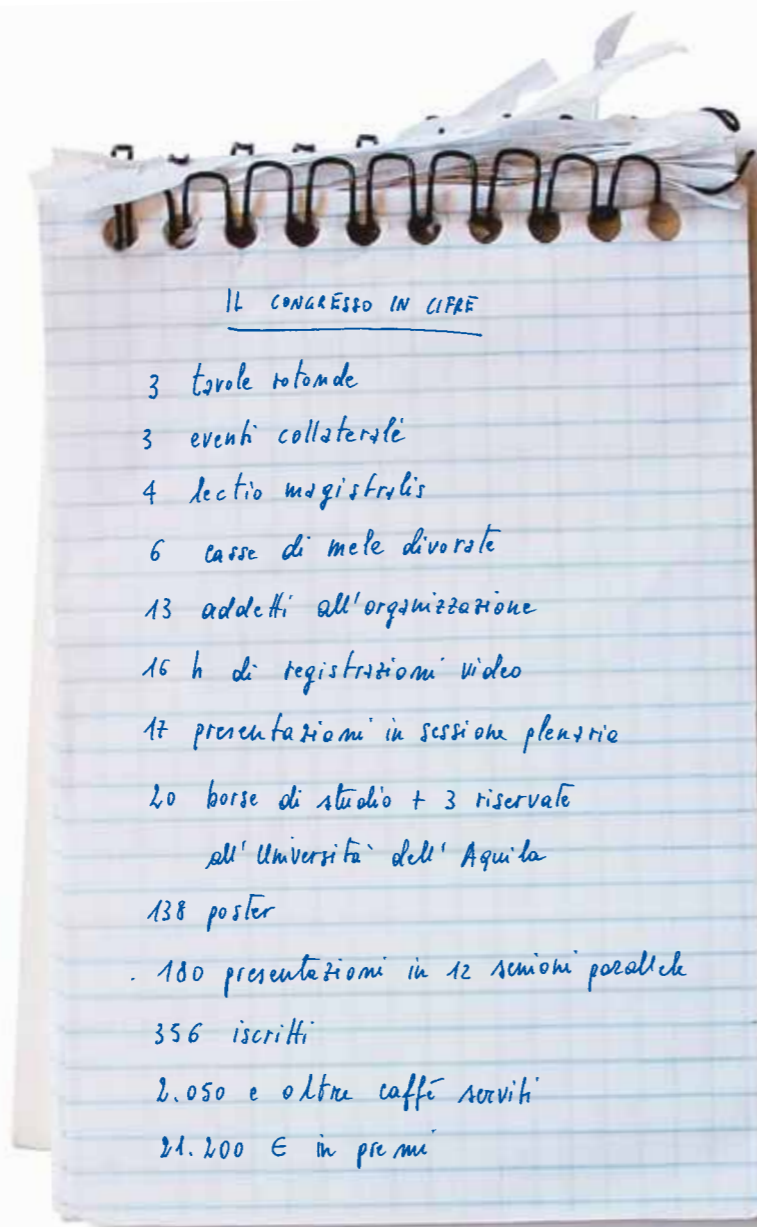 IL CONGRESSO IN CIFRE
3 tavole rotonde
3 eventi collaterali
4 lectio magistralis
6 casse di mele divorate
13 addetti all'organizzazione
16 h di registrazioni video
17 presentazioni in sessione plenaria
20 borse di studio + 3 riservate
all'Università dell'Aquila
138 poster
180 presentazioni in 12 sessioni parallele
356 iscritti
2.050 e oltre caffè serviti
21.200 € in premi